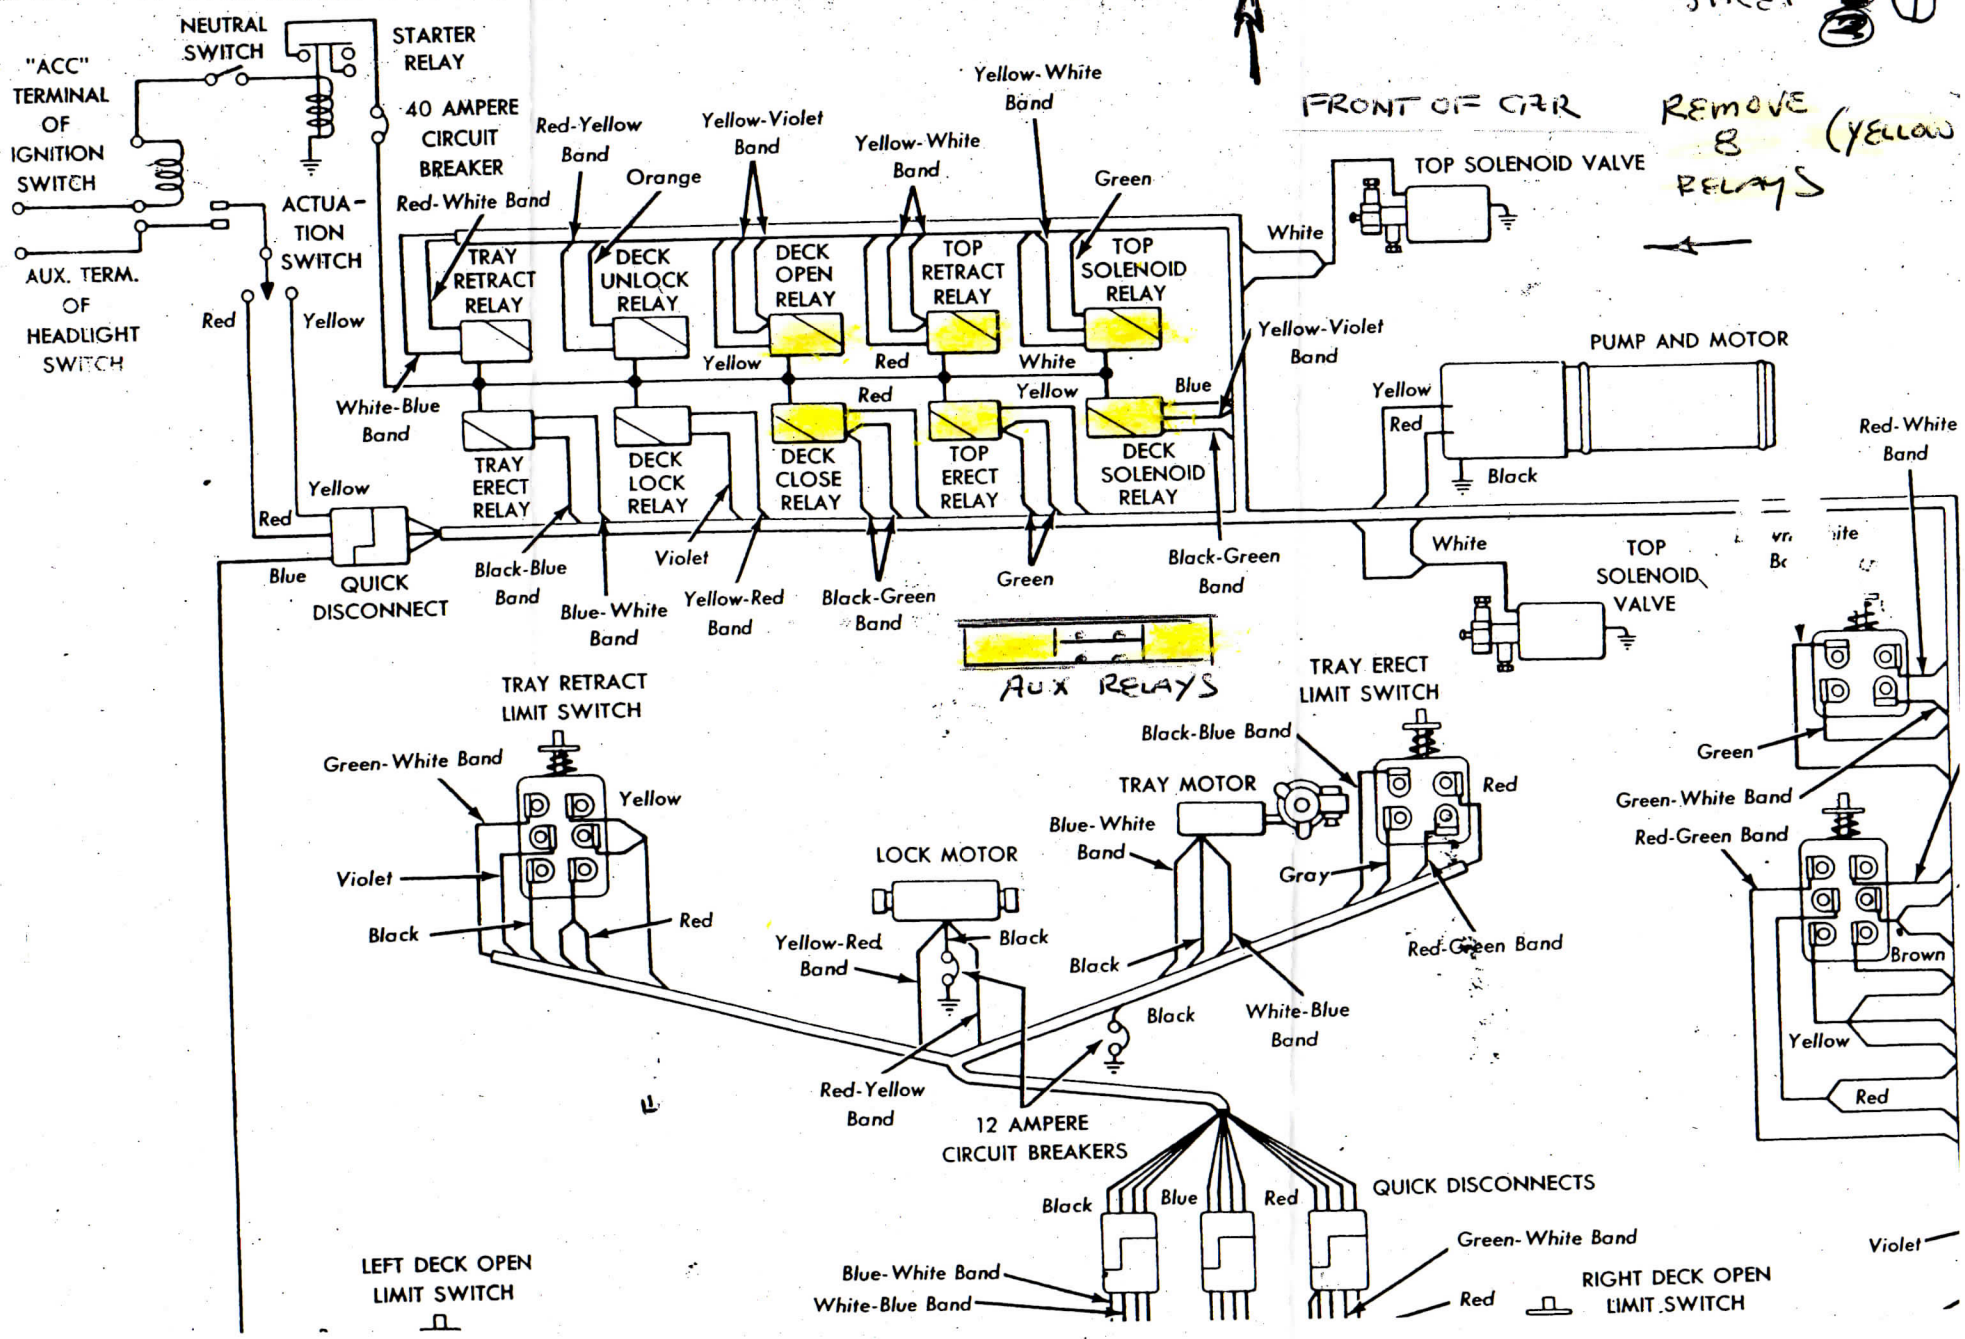 NEUTRAL
SWITCH
STARTER
RELAY
"ACC"
TERMINAL
OF
IGNITION
SWITCH
40 AMPERE
CIRCUIT
BREAKER
ACTUA-
TION
SWITCH
AUX. TERM.
OF
HEADLIGHT
SWITCH
Red
Yellow
Red-White Band
Red-Yellow
Band
Orange
Yellow-Violet
Band
Yellow-White
Band
Yellow-White
Band
Green
FRONT OF CAR
REMOVE
8 (YELLOW
RELAYS
TOP SOLENOID VALVE
White
TRAY
RETRACT
RELAY
DECK
UNLOCK
RELAY
DECK
OPEN
RELAY
TOP
RETRACT
RELAY
TOP
SOLENOID
RELAY
Yellow
Red
White
Yellow-Violet
Band
White-Blue
Band
Red
Yellow
Blue
TRAY
ERECT
RELAY
DECK
LOCK
RELAY
DECK
CLOSE
RELAY
TOP
ERECT
RELAY
DECK
SOLENOID
RELAY
PUMP AND MOTOR
Yellow
Red
Black
Red-White
Band
Yellow
Red
Blue
QUICK
DISCONNECT
Black-Blue
Band
Blue-White
Band
Violet
Yellow-Red
Band
Black-Green
Band
Green
Black-Green
Band
White
TOP
SOLENOID
VALVE
AUX RELAYS
TRAY RETRACT
LIMIT SWITCH
Green-White Band
Yellow
Violet
Black
Red
LOCK MOTOR
Yellow-Red
Band
Black
Red-Yellow
Band
12 AMPERE
CIRCUIT BREAKERS
TRAY ERECT
LIMIT SWITCH
Black-Blue Band
TRAY MOTOR
Blue-White
Band
Red
Gray
Black
Red-Green Band
Black
White-Blue
Band
Green
Green-White Band
Red-Green Band
Brown
Yellow
Red
Black
Blue
Red
QUICK DISCONNECTS
Blue-White Band
White-Blue Band
Green-White Band
Red
Violet
LEFT DECK OPEN
LIMIT SWITCH
RIGHT DECK OPEN
LIMIT SWITCH